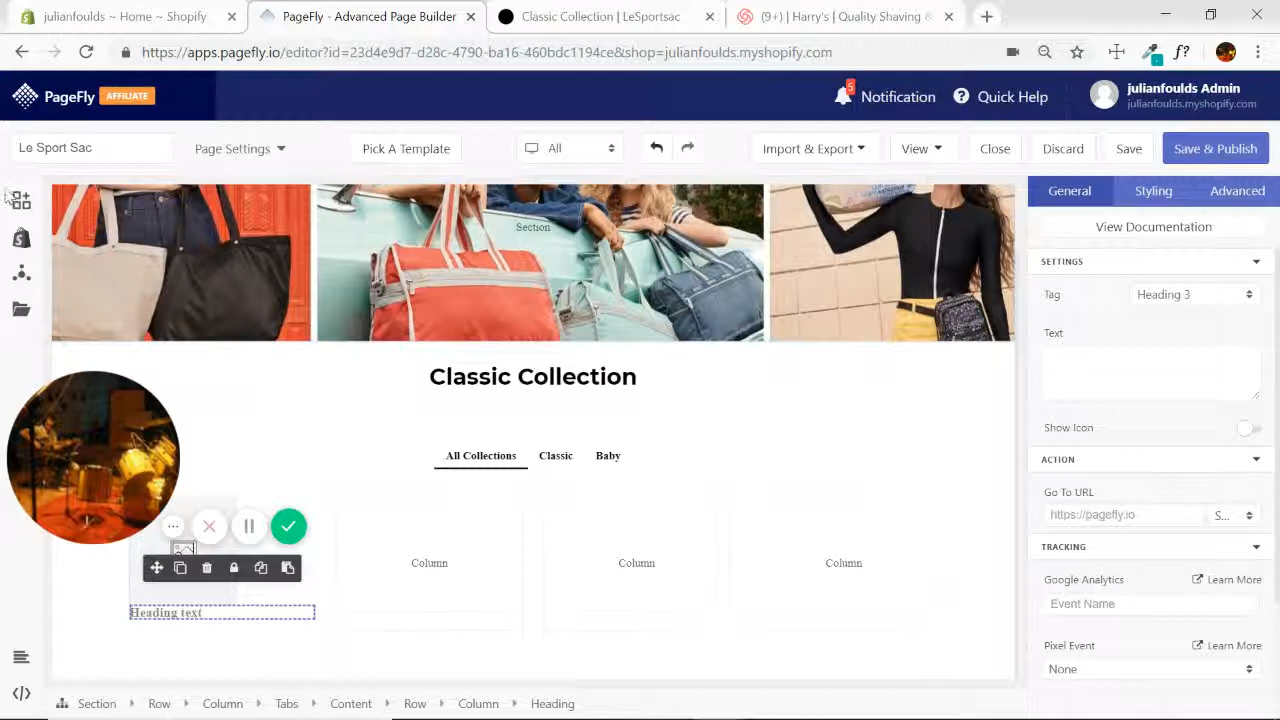 julianfoulds ~ Home ~ Shopify
PageFly - Advanced Page Builder
Classic Collection | LeSportsac
(9+) | Harry's | Quality Shaving &
https://apps.pagefly.io/editor?id=23d4e9d7-d28c-4790-ba16-460bdc1194ce&shop=julianfoulds.myshopify.com
f?
PageFly AFFILIATE
5
Notification
Quick Help
julianfoulds Admin
julianfoulds.myshopify.com
Le Sport Sac
Page Settings
Pick A Template
All
Import & Export
View
Close
Discard
Save
Save & Publish
General
Styling
Advanced
View Documentation
SETTINGS
Tag
Heading 3
Text
Show Icon
ACTION
Go To URL
https://pagefly.io
S...
TRACKING
Google Analytics
Learn More
Event Name
Pixel Event
Learn More
None
Section
Classic Collection
All Collections
Classic
Baby
Column
Column
Column
Heading text
Section
Row
Column
Tabs
Content
Row
Column
Heading